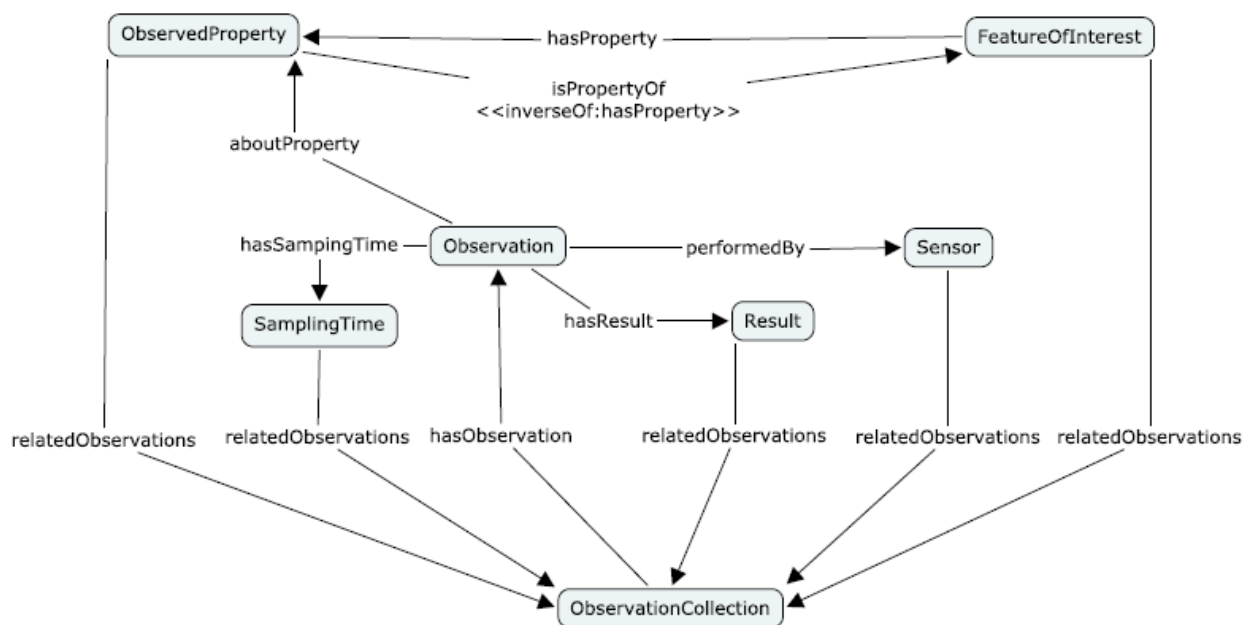 ObservedProperty
hasProperty
FeatureOfInterest
isPropertyOf
<<inverseOf:hasProperty>>
aboutProperty
hasSampingTime
Observation
performedBy
Sensor
SamplingTime
hasResult
Result
relatedObservations
relatedObservations
hasObservation
relatedObservations
relatedObservations
relatedObservations
ObservationCollection